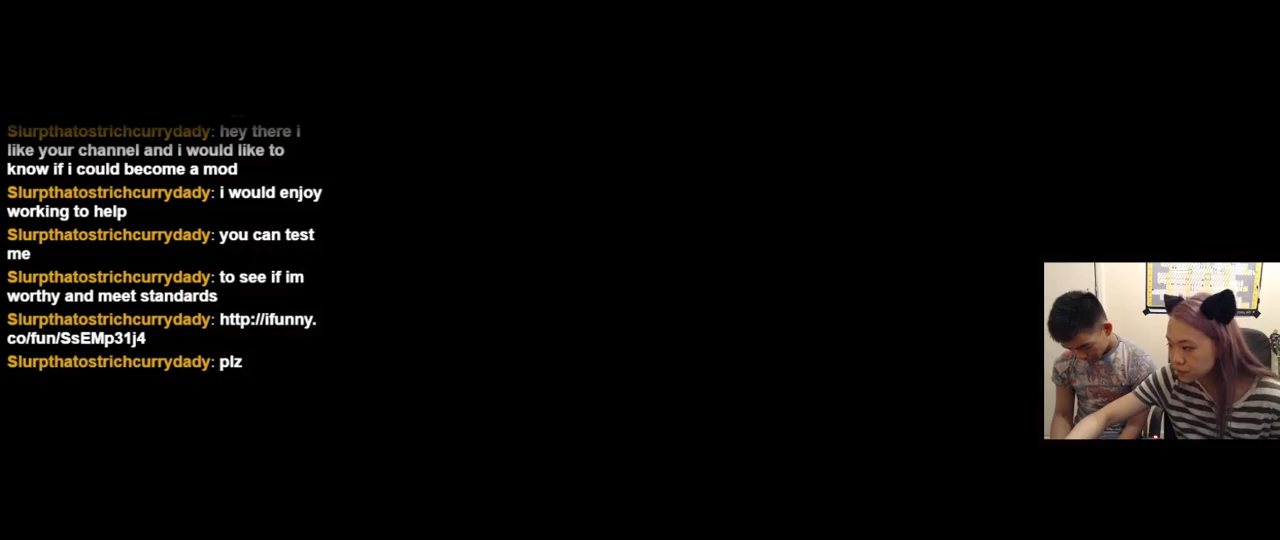 Slurpthatostrichcurrydady: hey there i
like your channel and i would like to
know if i could become a mod
Slurpthatostrichcurrydady: i would enjoy
working to help
Slurpthatostrichcurrydady: you can test
me
Slurpthatostrichcurrydady: to see if im
worthy and meet standards
Slurpthatostrichcurrydady: http://ifunny.
co/fun/SsEMp31j4
Slurpthatostrichcurrydady: plz